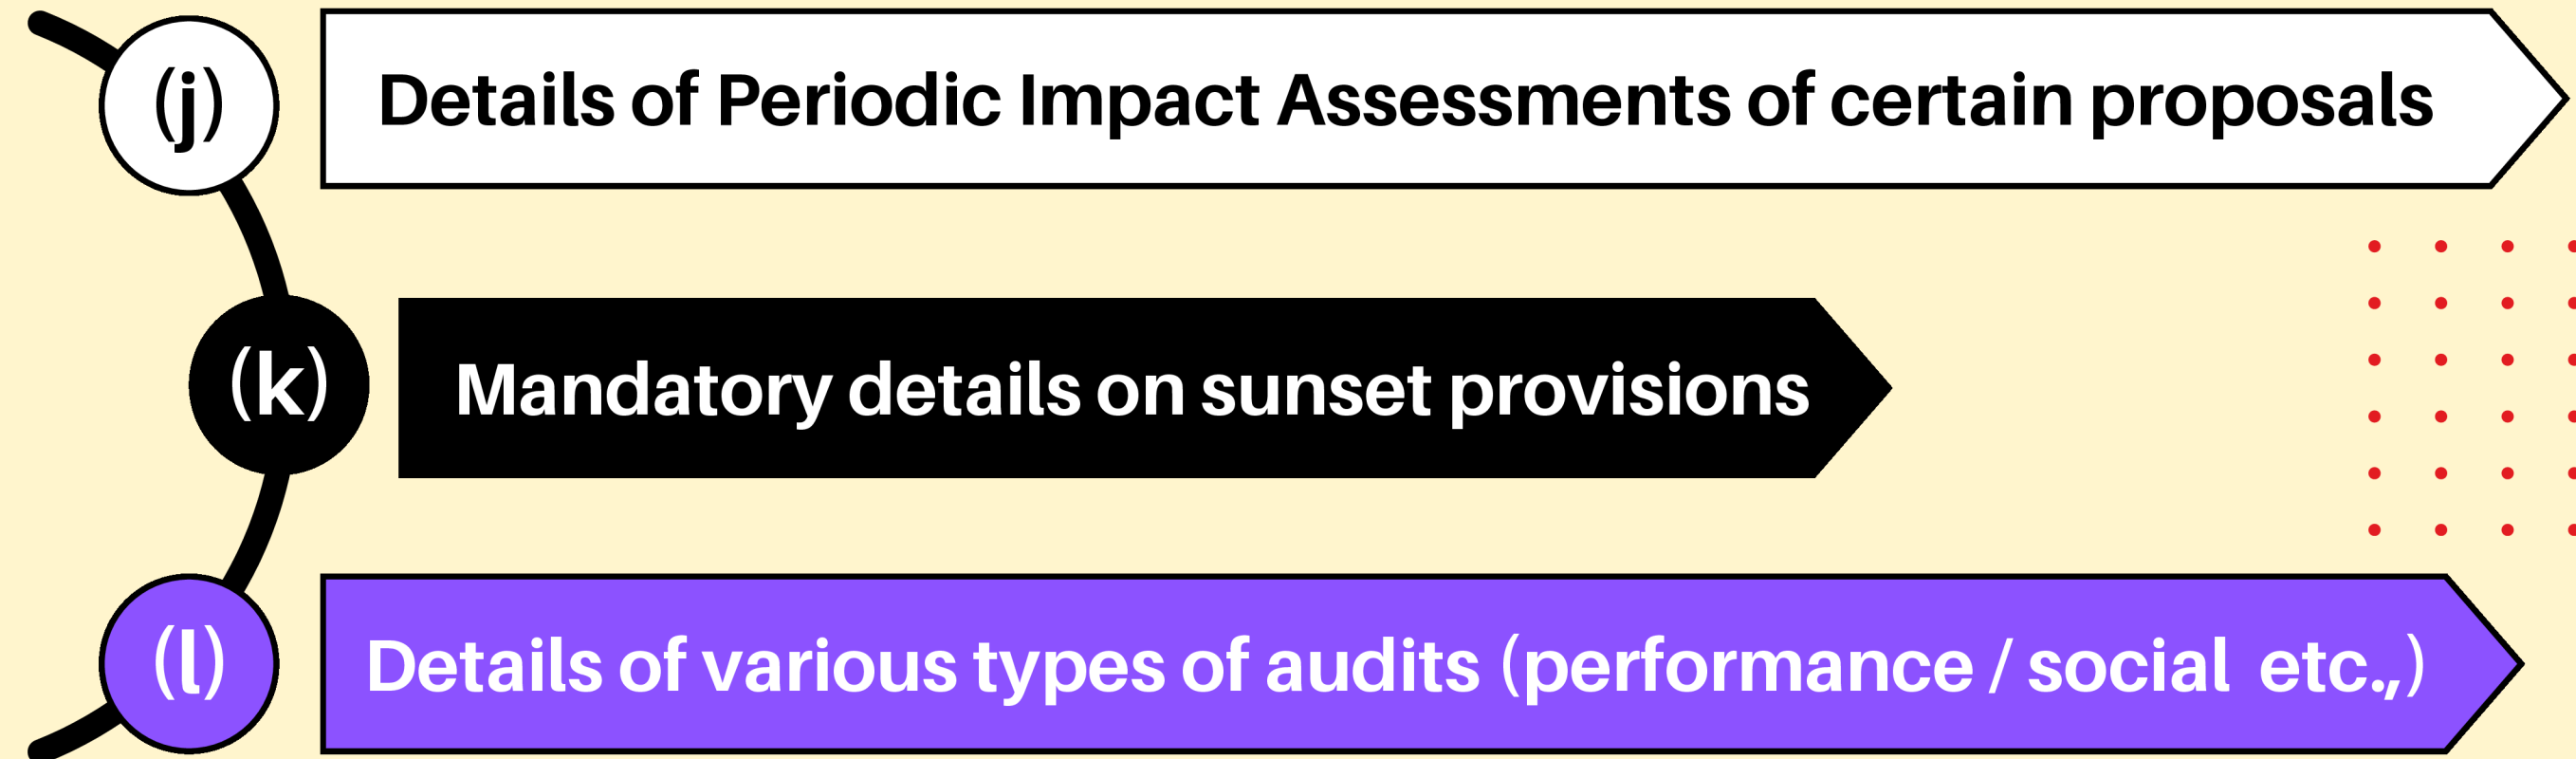 (j)
Details of Periodic Impact Assessments of certain proposals
(k)
Mandatory details on sunset provisions
(l)
Details of various types of audits (performance / social  etc.,)